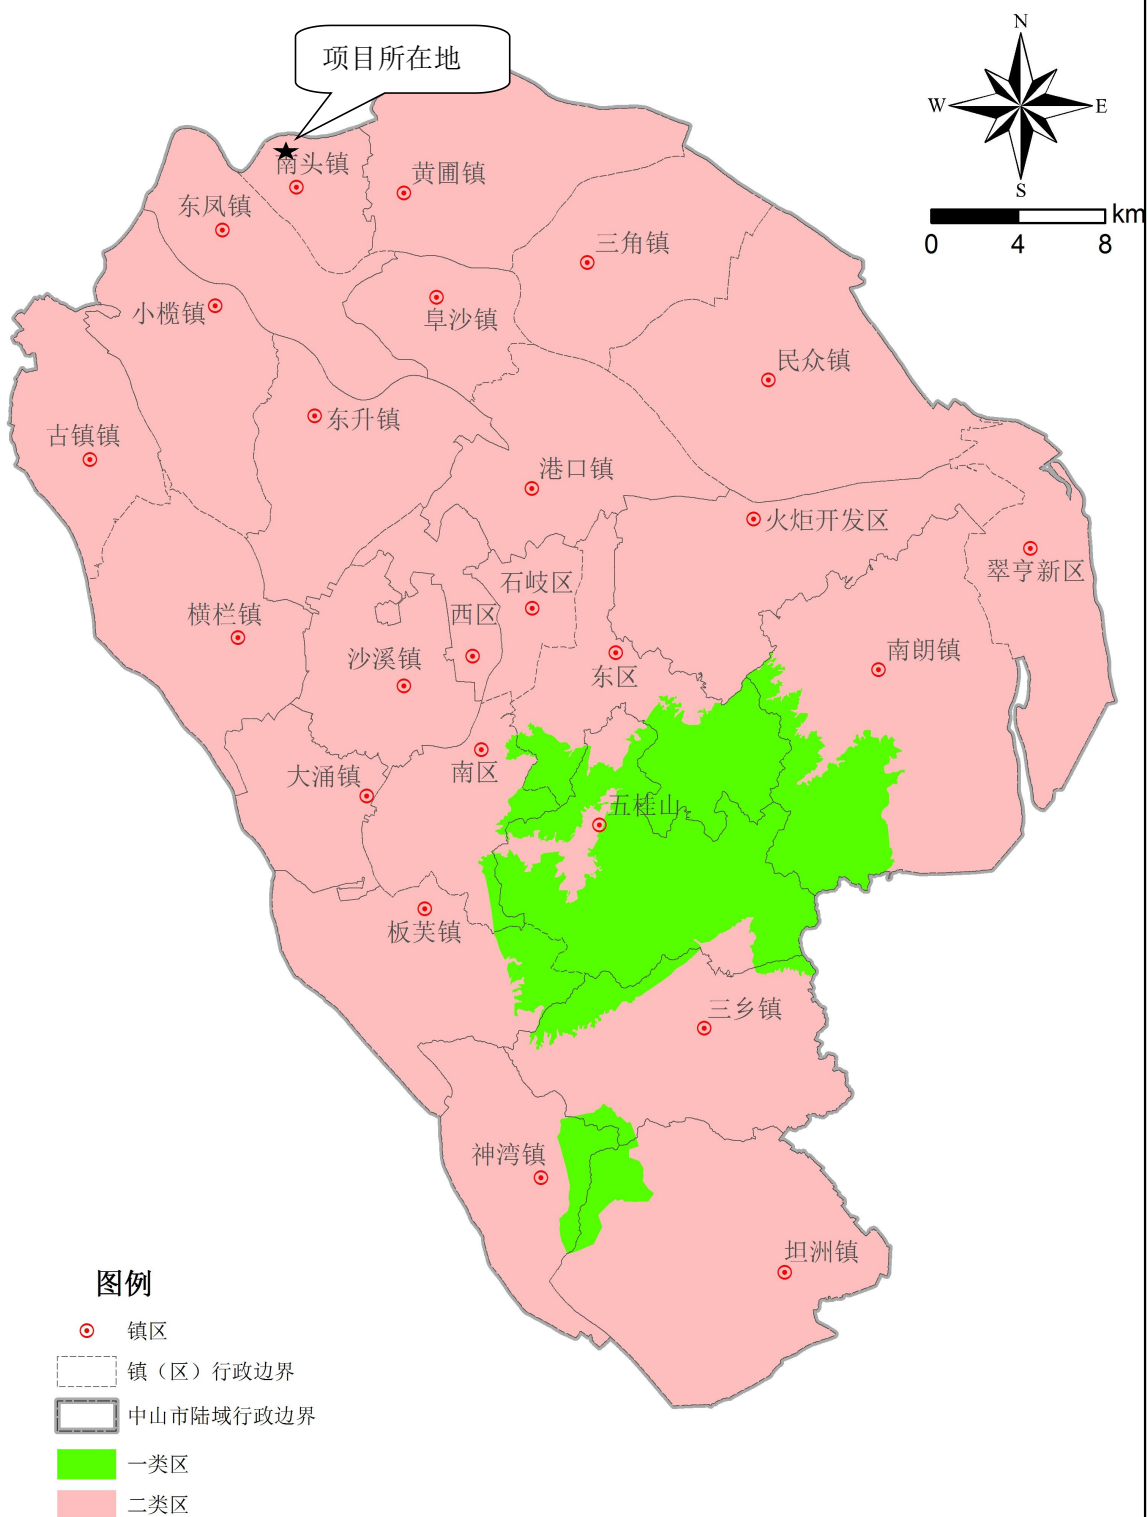 N
项目所在地
W
E
S
km
0
4
8
南头镇
黄圃镇
东凤镇
三角镇
小榄镇
阜沙镇
民众镇
东升镇
古镇镇
港口镇
火炬开发区
翠亨新区
石岐区
横栏镇
西区
沙溪镇
东区
南朗镇
南区
大涌镇
五桂山
板芙镇
三乡镇
神湾镇
坦洲镇
图例
镇区
镇（区）行政边界
中山市陆域行政边界
一类区
二类区